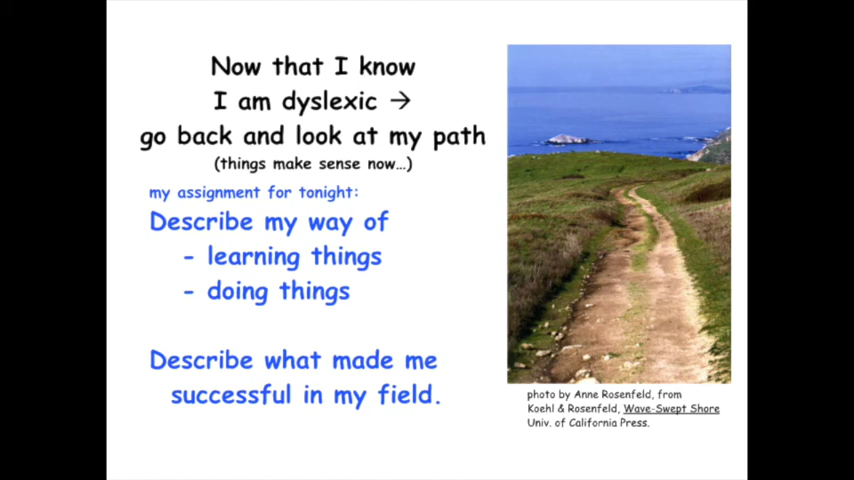 Now that I know
I am dyslexic →
go back and look at my path
(things make sense now…)
my assignment for tonight:
Describe my way of
- learning things
- doing things
Describe what made me
successful in my field.
photo by Anne Rosenfeld, from
Koehl & Rosenfeld, Wave-Swept Shore
Univ. of California Press.